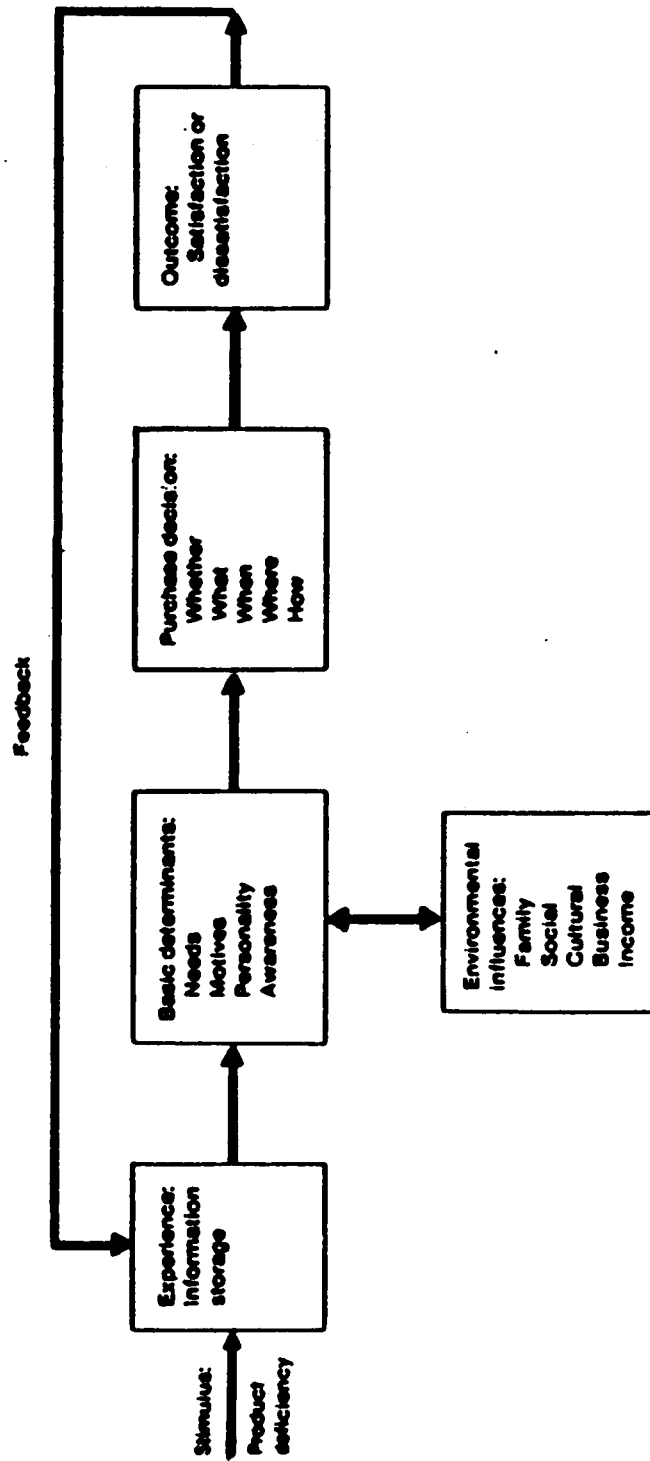 Feedback
Stimulus:
Product
deficiency
Experience:
Information
storage
Basic determinants:
Needs
Motives
Personality
Awareness
Environmental
influences:
Family
Social
Cultural
Business
Income
Purchase decision:
Whether
What
When
Where
How
Outcome:
Satisfaction or
dissatisfaction